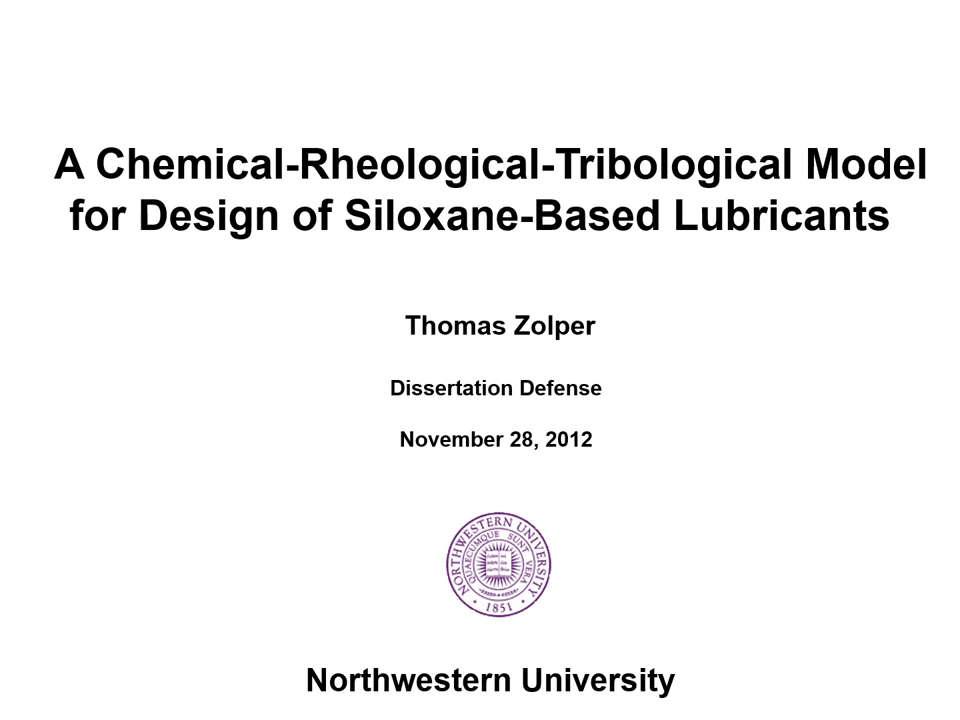 A Chemical-Rheological-Tribological Model
for Design of Siloxane-Based Lubricants
Thomas Zolper
Dissertation Defense
November 28, 2012
NORTHWESTERN UNIVERSITY
QUAECUMQUE SUNT VERA
1851
Northwestern University